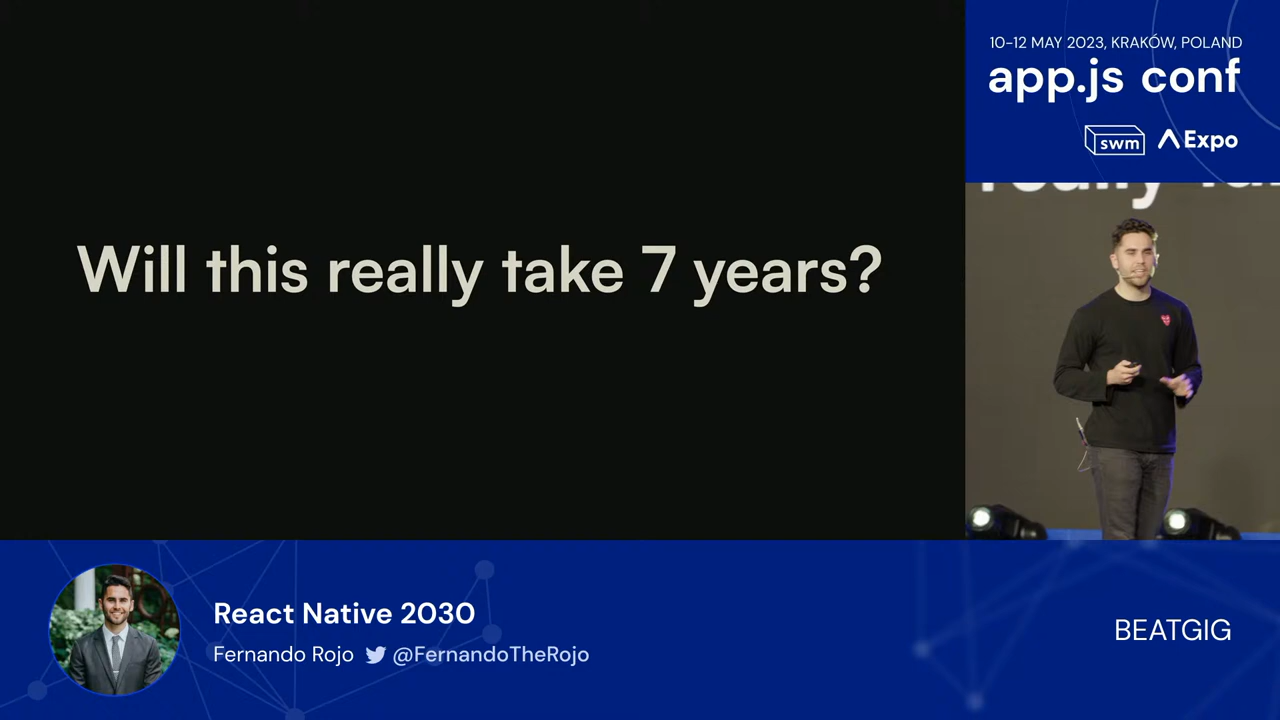 Will this really take 7 years?
10-12 MAY 2023, KRAKÓW, POLAND
app.js conf
swm Expo
React Native 2030
Fernando Rojo @FernandoTheRojo
BEATGIG